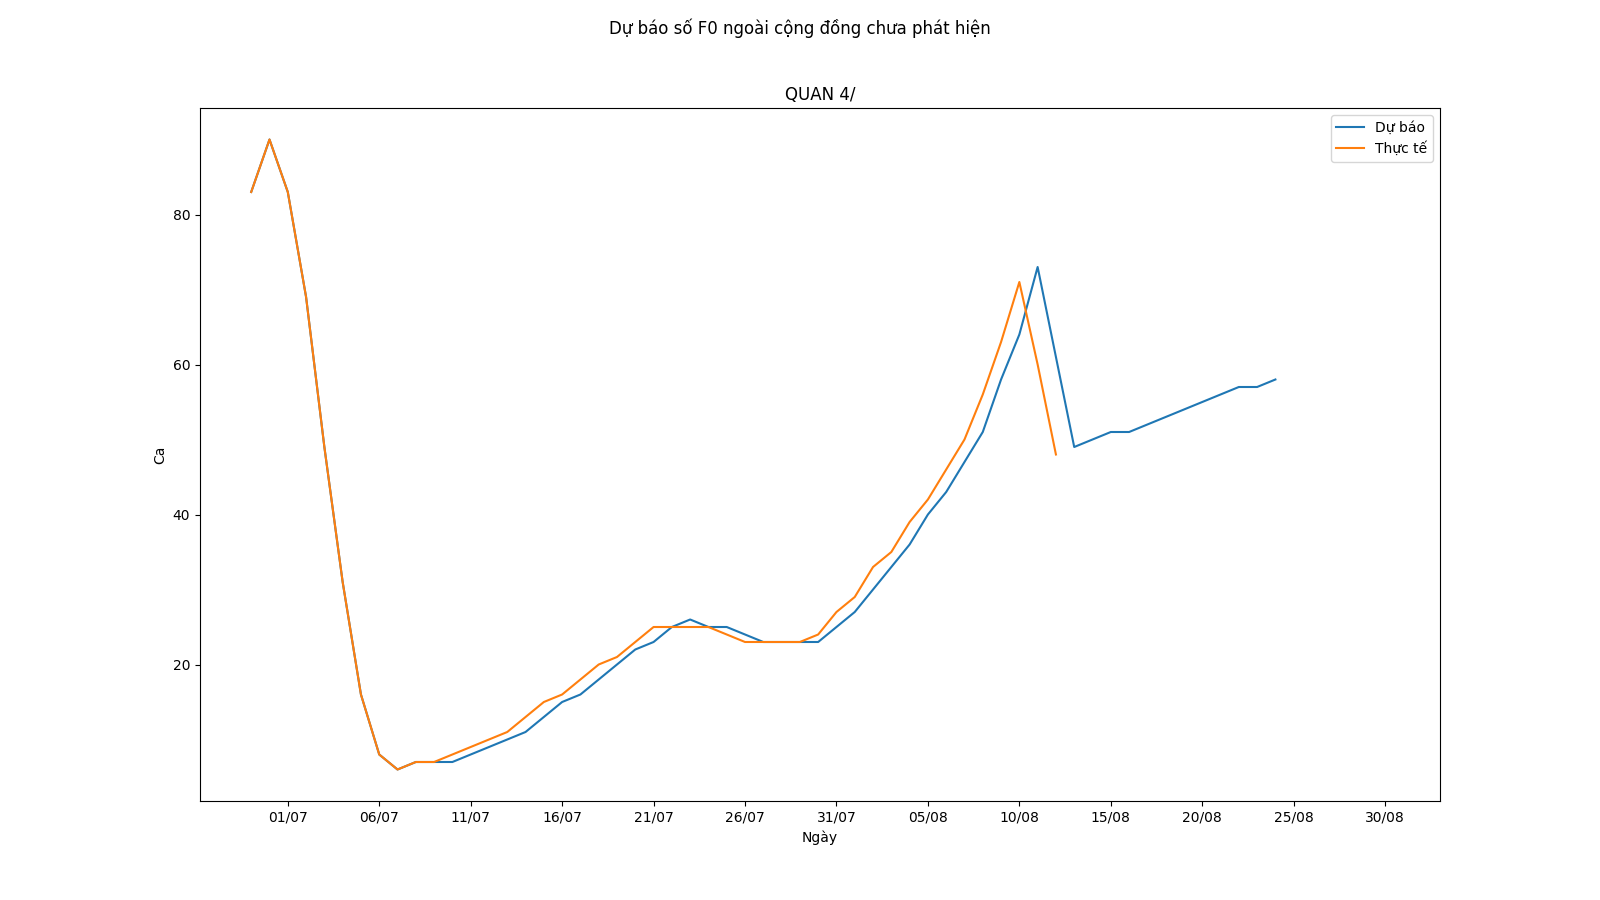 Dự báo số F0 ngoài cộng đồng chưa phát hiện
QUAN 4/
Dự báo
Thực tế
80
60
40
20
Ca
01/07 06/07 11/07 16/07 21/07 26/07 31/07 05/08 10/08 15/08 20/08 25/08 30/08
Ngày